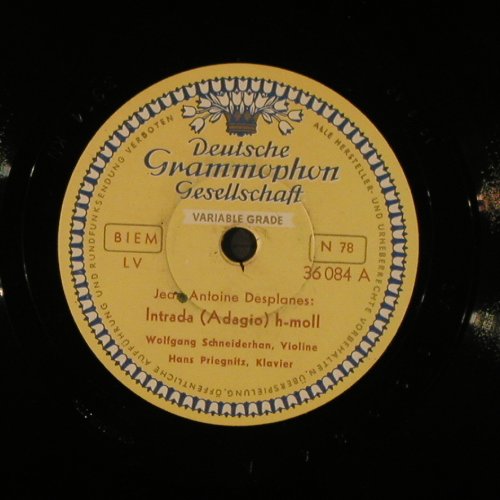 Deutsche
Grammophon
Gesellschaft
VARIABLE GRADE
BIEM
LV
N 78
36 084 A
Jean Antoine Desplanes:
Intrada (Adagio) h-moll
Wolfgang Schneiderhan, Violine
Hans Priegnitz, Klavier
ALLE HERSTELLER- UND URHEBERRECHTE VORBEHALTEN. ÜBERSPIELUNG, ÖFFENTLICHE AUFFÜHRUNG UND RUNDFUNKSENDUNG VERBOTEN